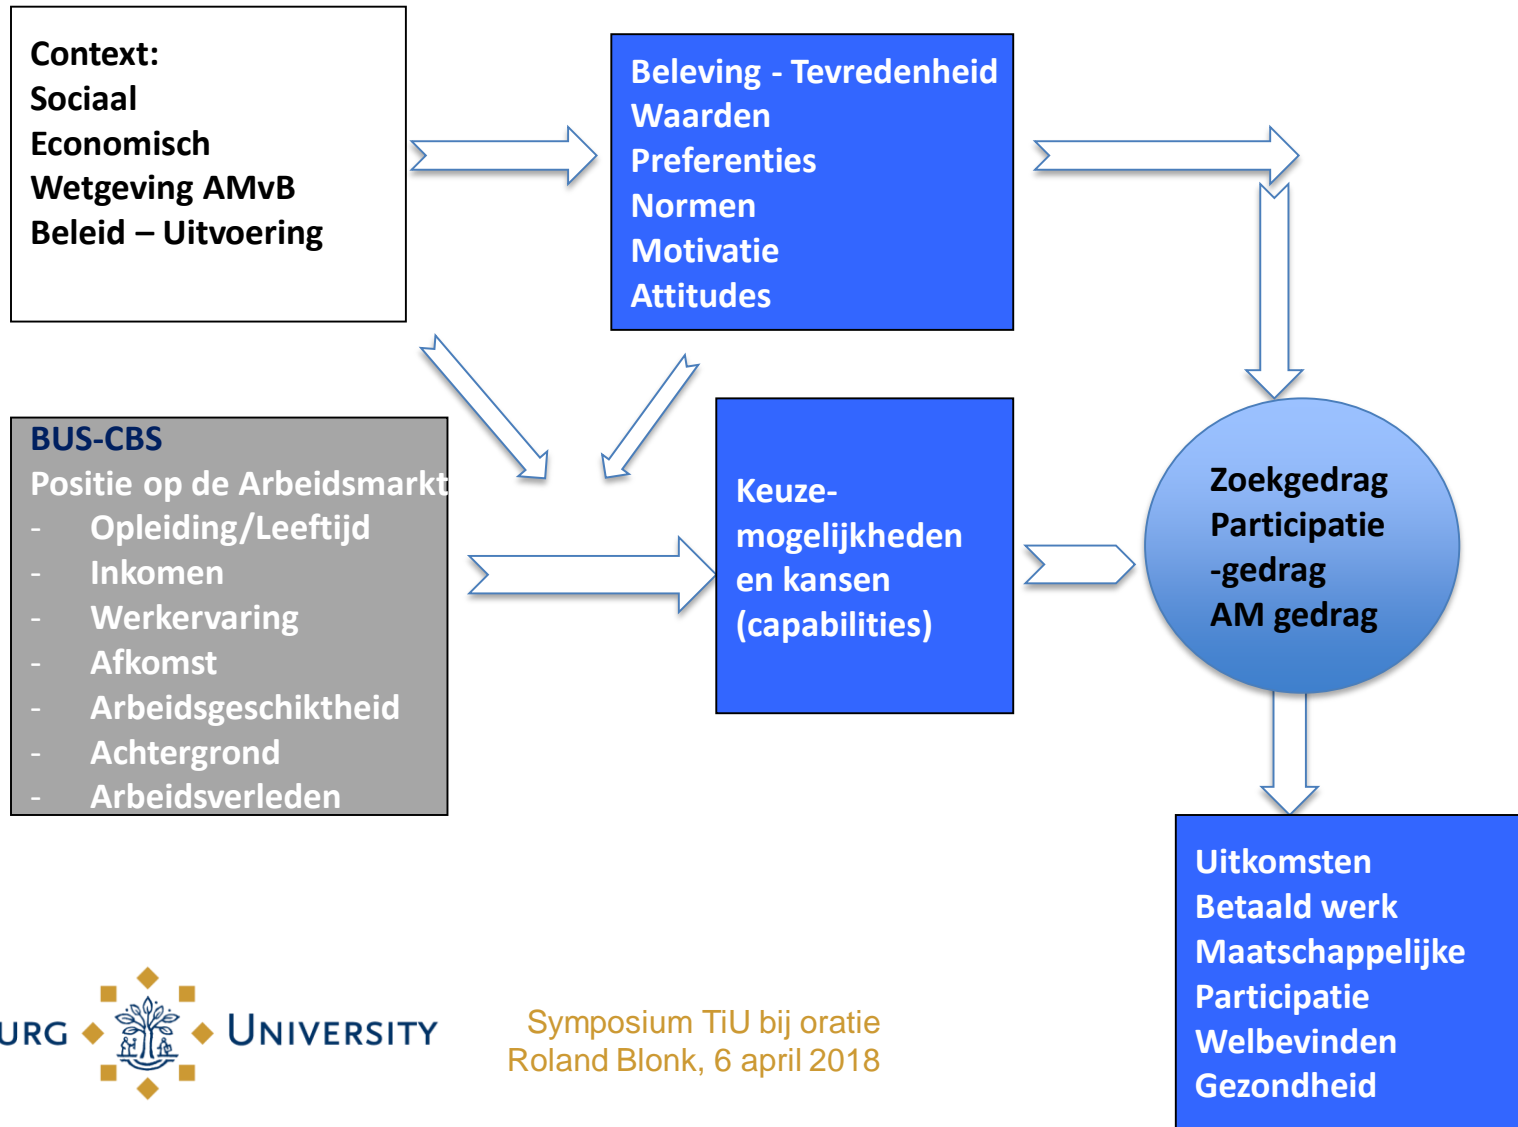 Context:
Sociaal
Economisch
Wetgeving AMvB
Beleid – Uitvoering
Beleving - Tevredenheid
Waarden
Preferenties
Normen
Motivatie
Attitudes
BUS-CBS
Positie op de Arbeidsmarkt
- Opleiding/Leeftijd
- Inkomen
- Werkervaring
- Afkomst
- Arbeidsgeschiktheid
- Achtergrond
- Arbeidsverleden
Keuze-
mogelijkheden
en kansen
(capabilities)
Zoekgedrag
Participatie
-gedrag
AM gedrag
Uitkomsten
Betaald werk
Maatschappelijke
Participatie
Welbevinden
Gezondheid
URG UNIVERSITY
Symposium TiU bij oratie
Roland Blonk, 6 april 2018